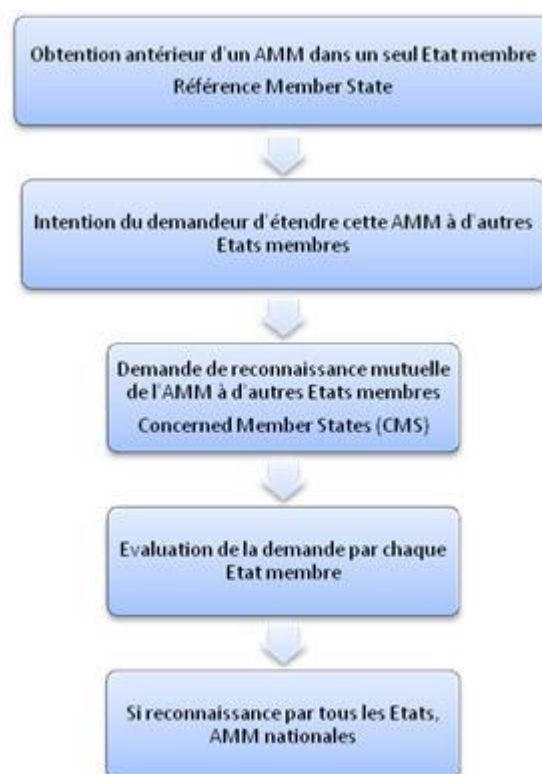 Obtention antérieur d'un AMM dans un seul Etat membre
Référence Member State
Intention du demandeur d'étendre cette AMM à d'autres
Etats membres
Demande de reconnaissance mutuelle
de l'AMM à d'autres Etats membres
Concerned Member States (CMS)
Evaluation de la demande par chaque
Etat membre
Si reconnaissance par tous les Etats,
AMM nationales